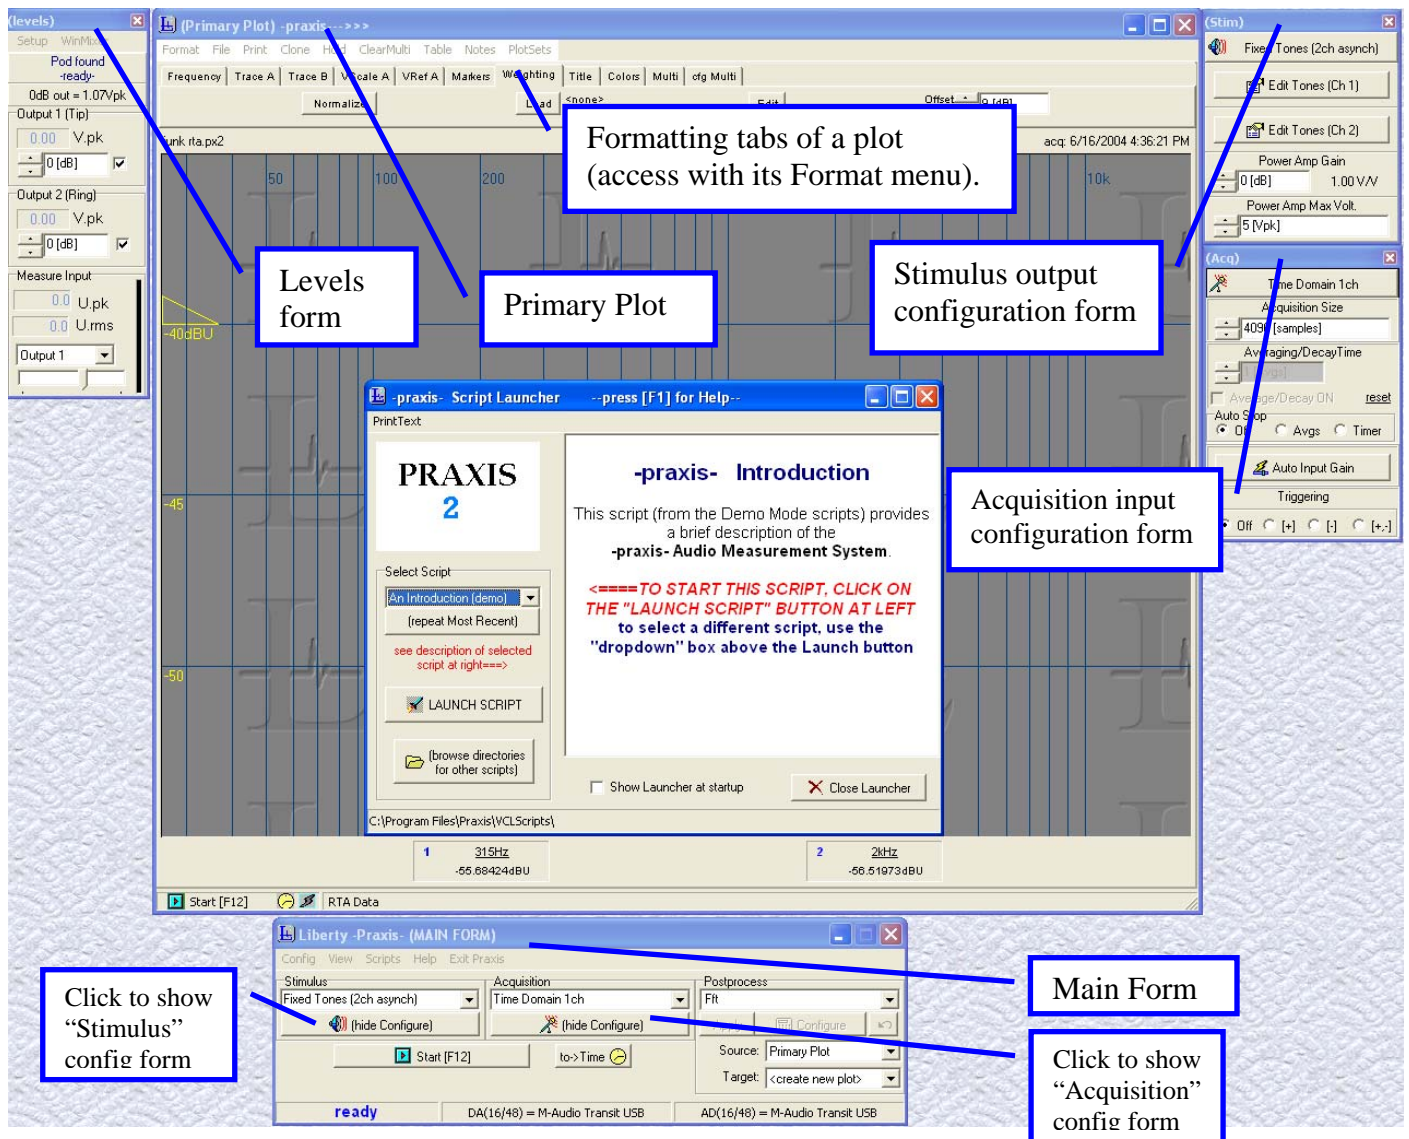 (levels)
Setup WinMixer
Pod found
-ready-
0dB out = 1.07Vpk
Output 1 (Tip)
0.00 V.pk
0 [dB]
Output 2 (Ring)
0.00 V.pk
0 [dB]
Measure Input
0.0 U.pk
0.0 U.rms
Output 1
(Primary Plot) -praxis--->>>
Format File Print Clone Hold ClearMulti Table Notes PlotSets
Frequency Trace A Trace B VScale A VRef A Markers Weighting Title Colors Multi cfg Multi
Normalize Load <none> Edit Offset 9 [dB]
junk rta.px2 acq: 6/16/2004 4:36:21 PM
50 100 200 10k
-40dBU
-45
-50
Formatting tabs of a plot
(access with its Format menu).
Levels
form
Primary Plot
Stimulus output
configuration form
(Stim)
Fixed Tones (2ch asynch)
Edit Tones (Ch 1)
Edit Tones (Ch 2)
Power Amp Gain
0 [dB] 1.00 V/V
Power Amp Max Volt.
5 [Vpk]
(Acq)
Time Domain 1ch
Acquisition Size
4096 [samples]
Averaging/DecayTime
1 [avgs]
Average/Decay ON reset
Auto Stop
Off Avgs Timer
Auto Input Gain
Triggering
Off [+] [-] [+,-]
Acquisition input
configuration form
-praxis- Script Launcher --press [F1] for Help--
PrintText
PRAXIS
2
Select Script
An Introduction (demo)
(repeat Most Recent)
see description of selected
script at right===>
LAUNCH SCRIPT
(browse directories
for other scripts)
-praxis- Introduction
This script (from the Demo Mode scripts) provides
a brief description of the
-praxis- Audio Measurement System.
<====TO START THIS SCRIPT, CLICK ON
THE "LAUNCH SCRIPT" BUTTON AT LEFT
to select a different script, use the
"dropdown" box above the Launch button
Show Launcher at startup
Close Launcher
C:\Program Files\Praxis\VCLScripts\
1 315Hz
-55.68424dBU
2 2kHz
-56.51973dBU
Start [F12] RTA Data
Liberty -Praxis- (MAIN FORM)
Config View Scripts Help Exit Praxis
Stimulus
Fixed Tones (2ch asynch)
(hide Configure)
Acquisition
Time Domain 1ch
(hide Configure)
Postprocess
Fft
Apply Configure
Start [F12]
to->Time
Source: Primary Plot
Target: <create new plot>
ready DA(16/48) = M-Audio Transit USB AD(16/48) = M-Audio Transit USB
Click to show
“Stimulus”
config form
Main Form
Click to show
“Acquisition”
config form